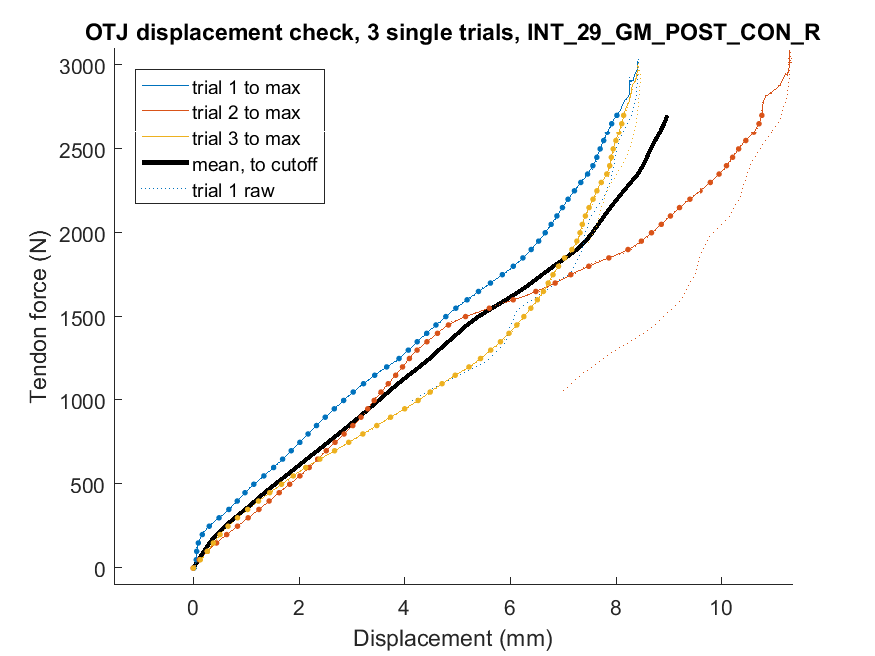 OTJ displacement check, 3 single trials, INT_29_GM_POST_CON_R
3000
2500
2000
1500
1000
500
0
Tendon force (N)
trial 1 to max
trial 2 to max
trial 3 to max
mean, to cutoff
trial 1 raw
0 2 4 6 8 10
Displacement (mm)